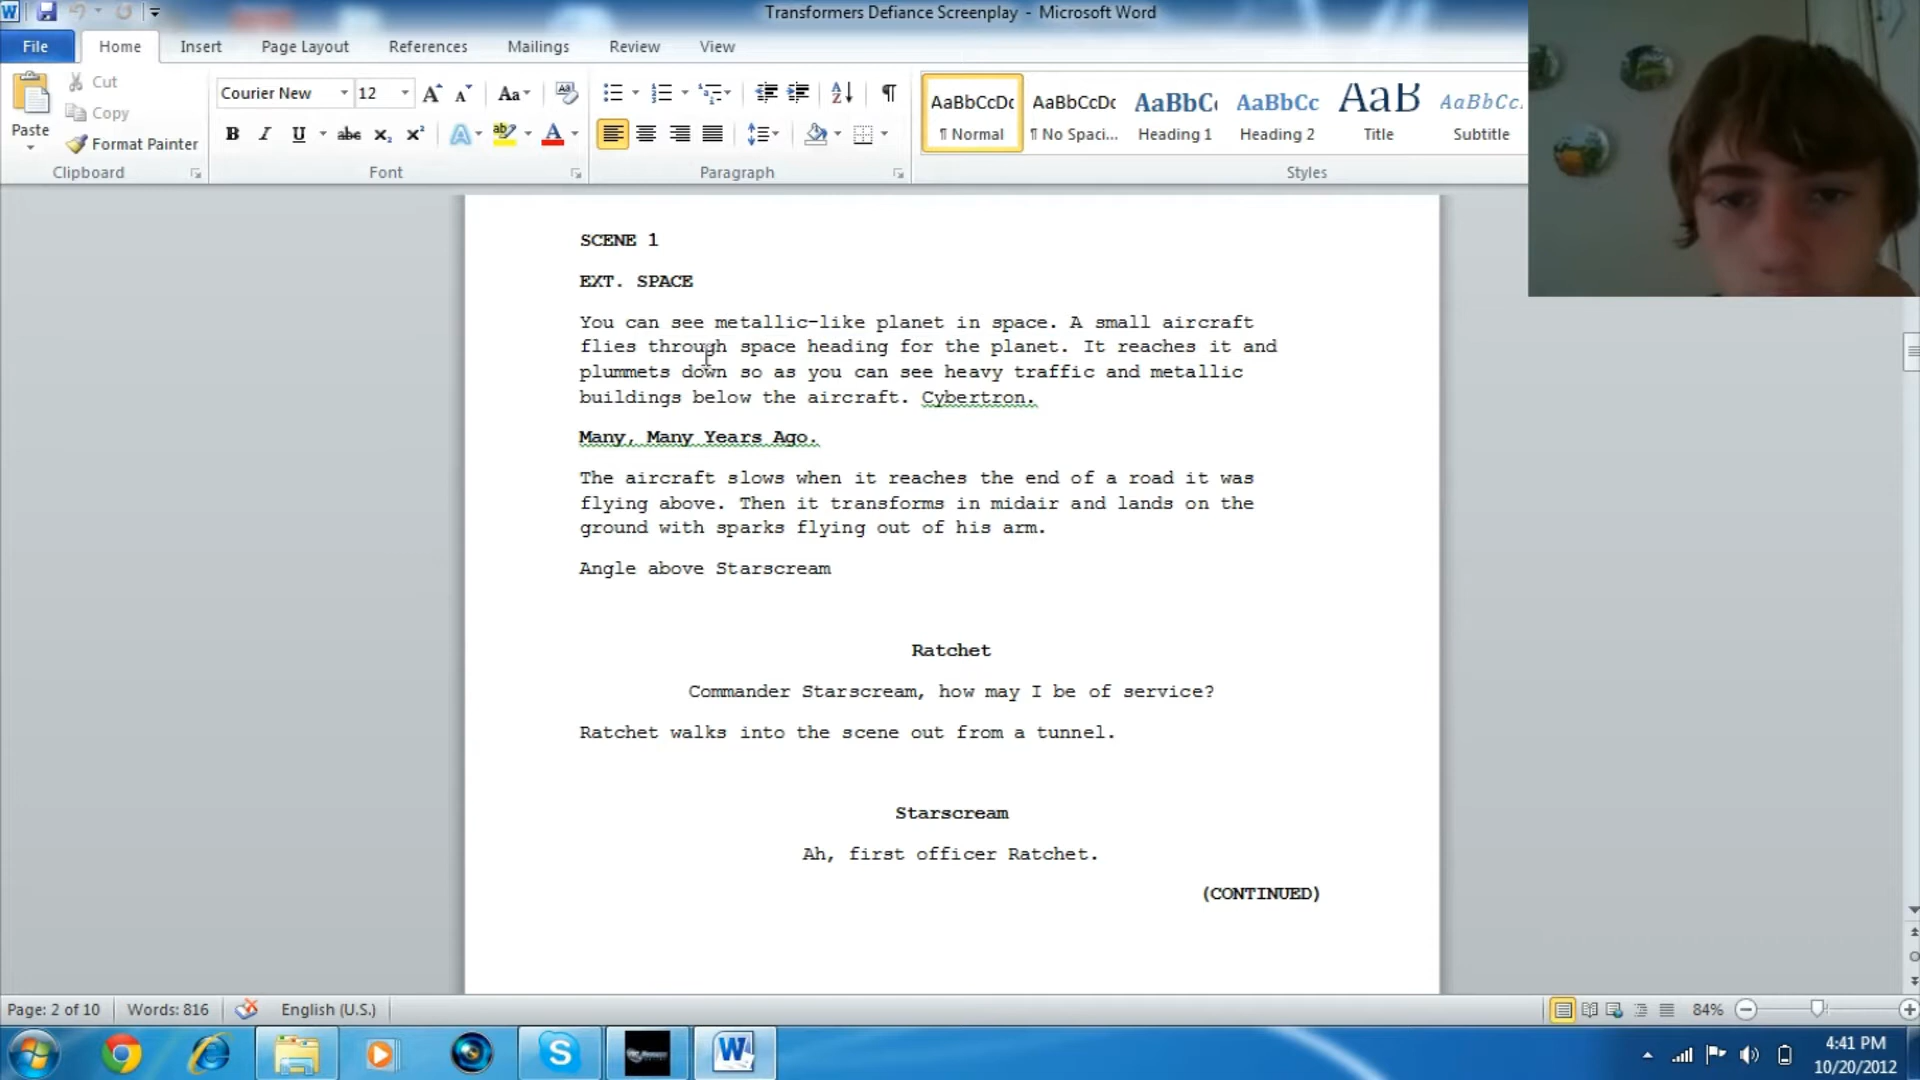 Transformers Defiance Screenplay - Microsoft Word
File Home Insert Page Layout References Mailings Review View
Cut
Copy
Paste
Format Painter
Clipboard
Courier New 12
Font
Paragraph
AaBbCcDc AaBbCcDc AaBbC AaBbCc AaB AaBbCc.
¶ Normal ¶ No Spaci... Heading 1 Heading 2 Title Subtitle
Styles
SCENE 1
EXT. SPACE
You can see metallic-like planet in space. A small aircraft
flies through space heading for the planet. It reaches it and
plummets down so as you can see heavy traffic and metallic
buildings below the aircraft. Cybertron.
Many, Many Years Ago.
The aircraft slows when it reaches the end of a road it was
flying above. Then it transforms in midair and lands on the
ground with sparks flying out of his arm.
Angle above Starscream
Ratchet
Commander Starscream, how may I be of service?
Ratchet walks into the scene out from a tunnel.
Starscream
Ah, first officer Ratchet.
(CONTINUED)
Page: 2 of 10 Words: 816 English (U.S.) 84%
4:41 PM
10/20/2012